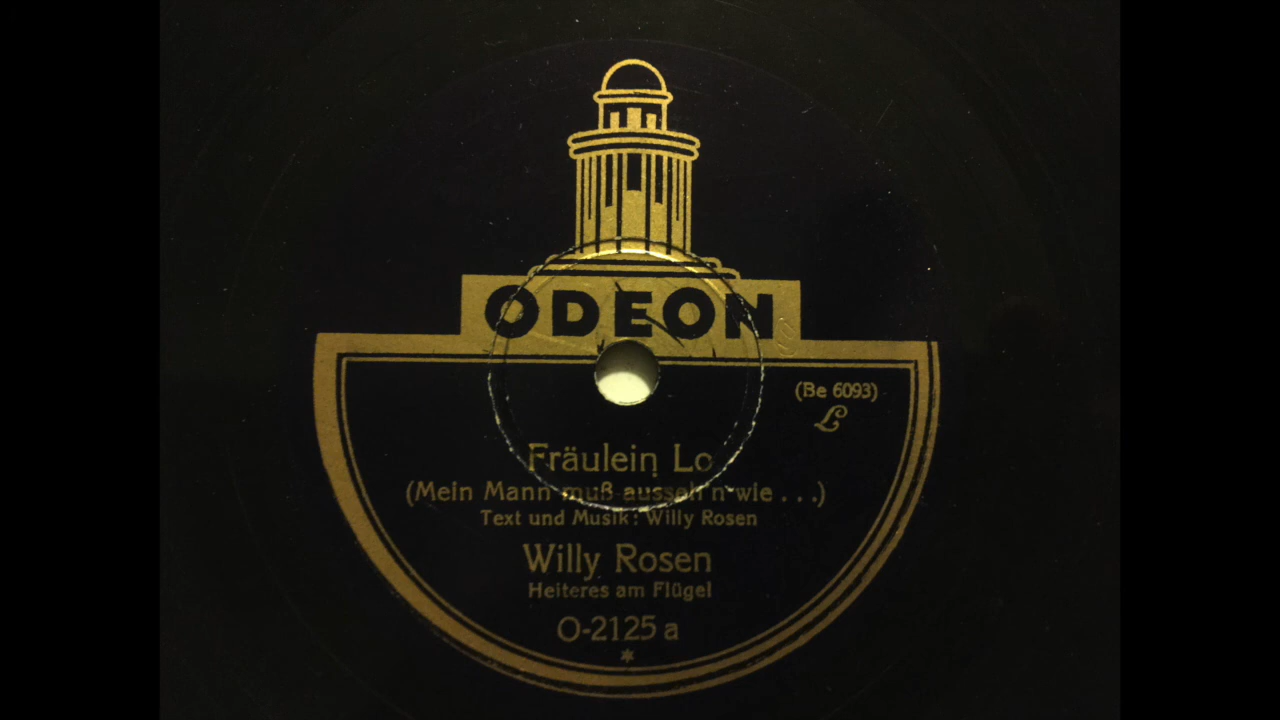 ODEON
(Be 6093)
L
Fräulein Lo
(Mein Mann muß ausseh'n wie . . .)
Text und Musik: Willy Rosen
Willy Rosen
Heiteres am Flügel
O-2125 a